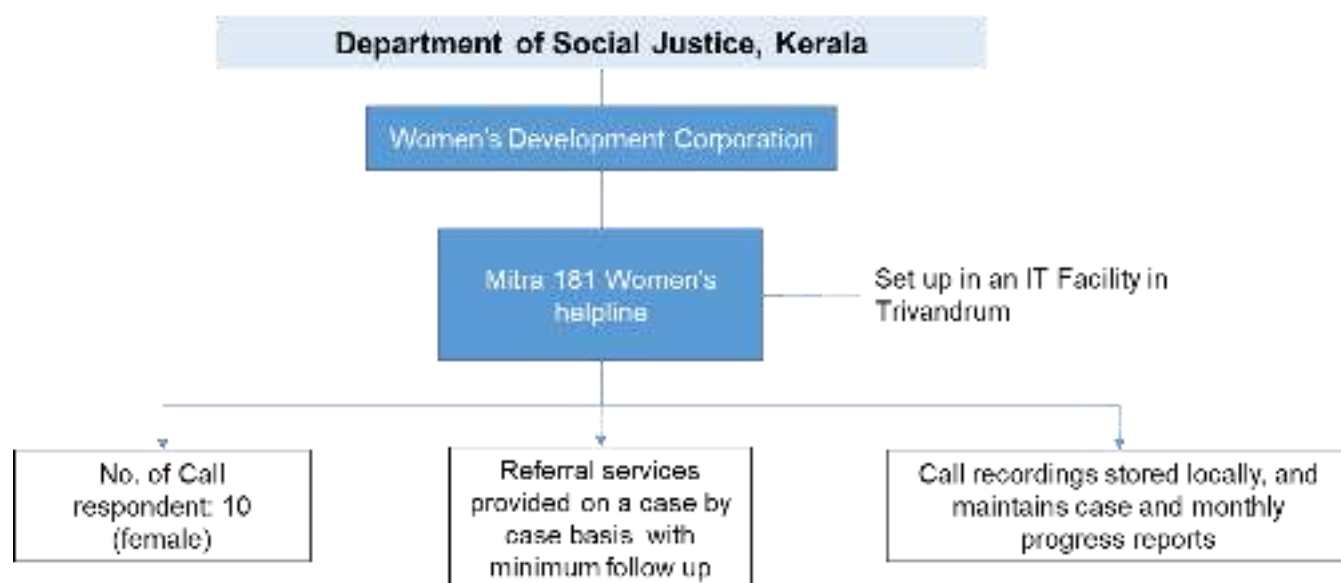 Department of Social Justice, Kerala
Women's Development Corporation
Mitra 181 Women's
helpline
Set up in an IT Facility in
Trivandrum
No. of Call
respondent: 10
(female)
Referral services
provided on a case by
case basis with
minimum follow up
Call recordings stored locally, and
maintains case and monthly
progress reports